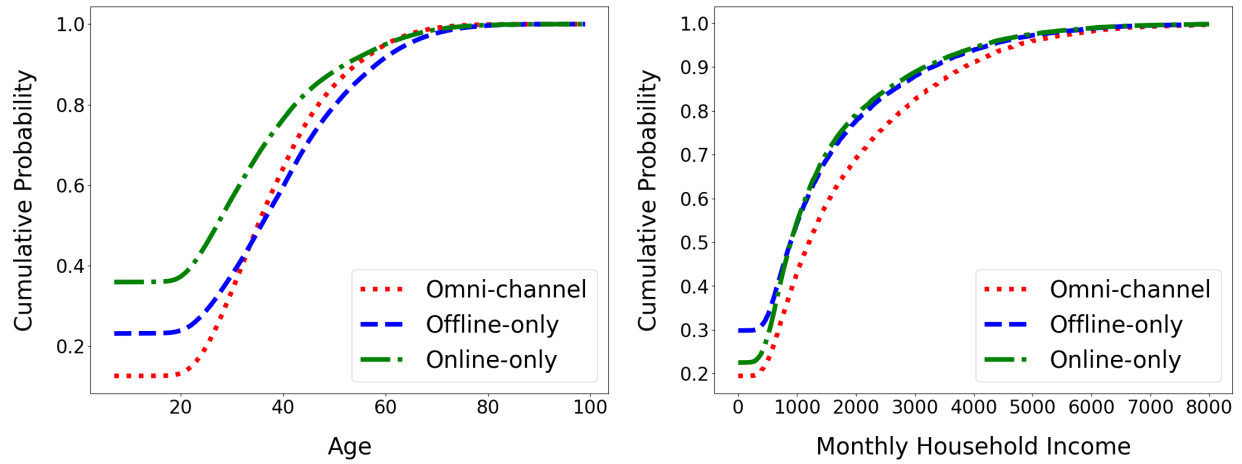 Cumulative Probability
1.0
0.8
0.6
0.4
0.2
20
40
60
80
100
Age
Omni-channel
Offline-only
Online-only
Cumulative Probability
1.0
0.9
0.8
0.7
0.6
0.5
0.4
0.3
0.2
0
1000
2000
3000
4000
5000
6000
7000
8000
Monthly Household Income
Omni-channel
Offline-only
Online-only